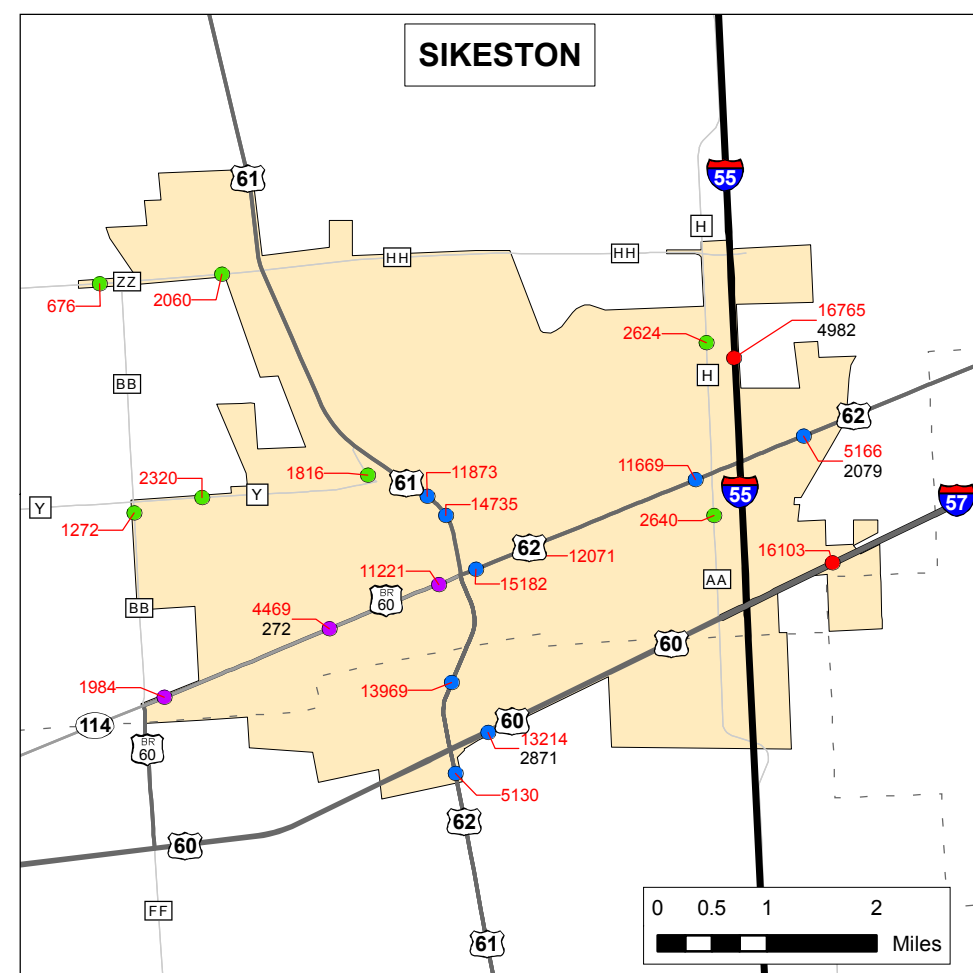 SIKESTON
61
55
H
HH
HH
ZZ
676
2060
16765
4982
2624
BB
H
62
5166
2079
1816
61
11873
11669
2320
Y
Y
14735
55
57
1272
2640
62
12071
16103
11221
15182
AA
BR
60
BB
4469
272
60
1984
13969
114
60
13214
2871
BR
60
5130
62
60
FF
61
0 0.5 1 2
Miles